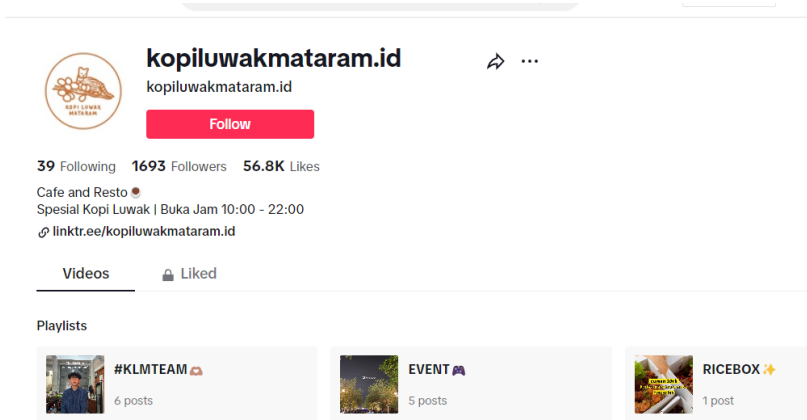 KOPI LUWAK
MATARAM
kopiluwakmataram.id
kopiluwakmataram.id
Follow
39 Following 1693 Followers 56.8K Likes
Cafe and Resto
Spesial Kopi Luwak | Buka Jam 10:00 - 22:00
linktr.ee/kopiluwakmataram.id
Videos Liked
Playlists
#KLMTEAM
6 posts
EVENT
5 posts
RICEBOX
1 post